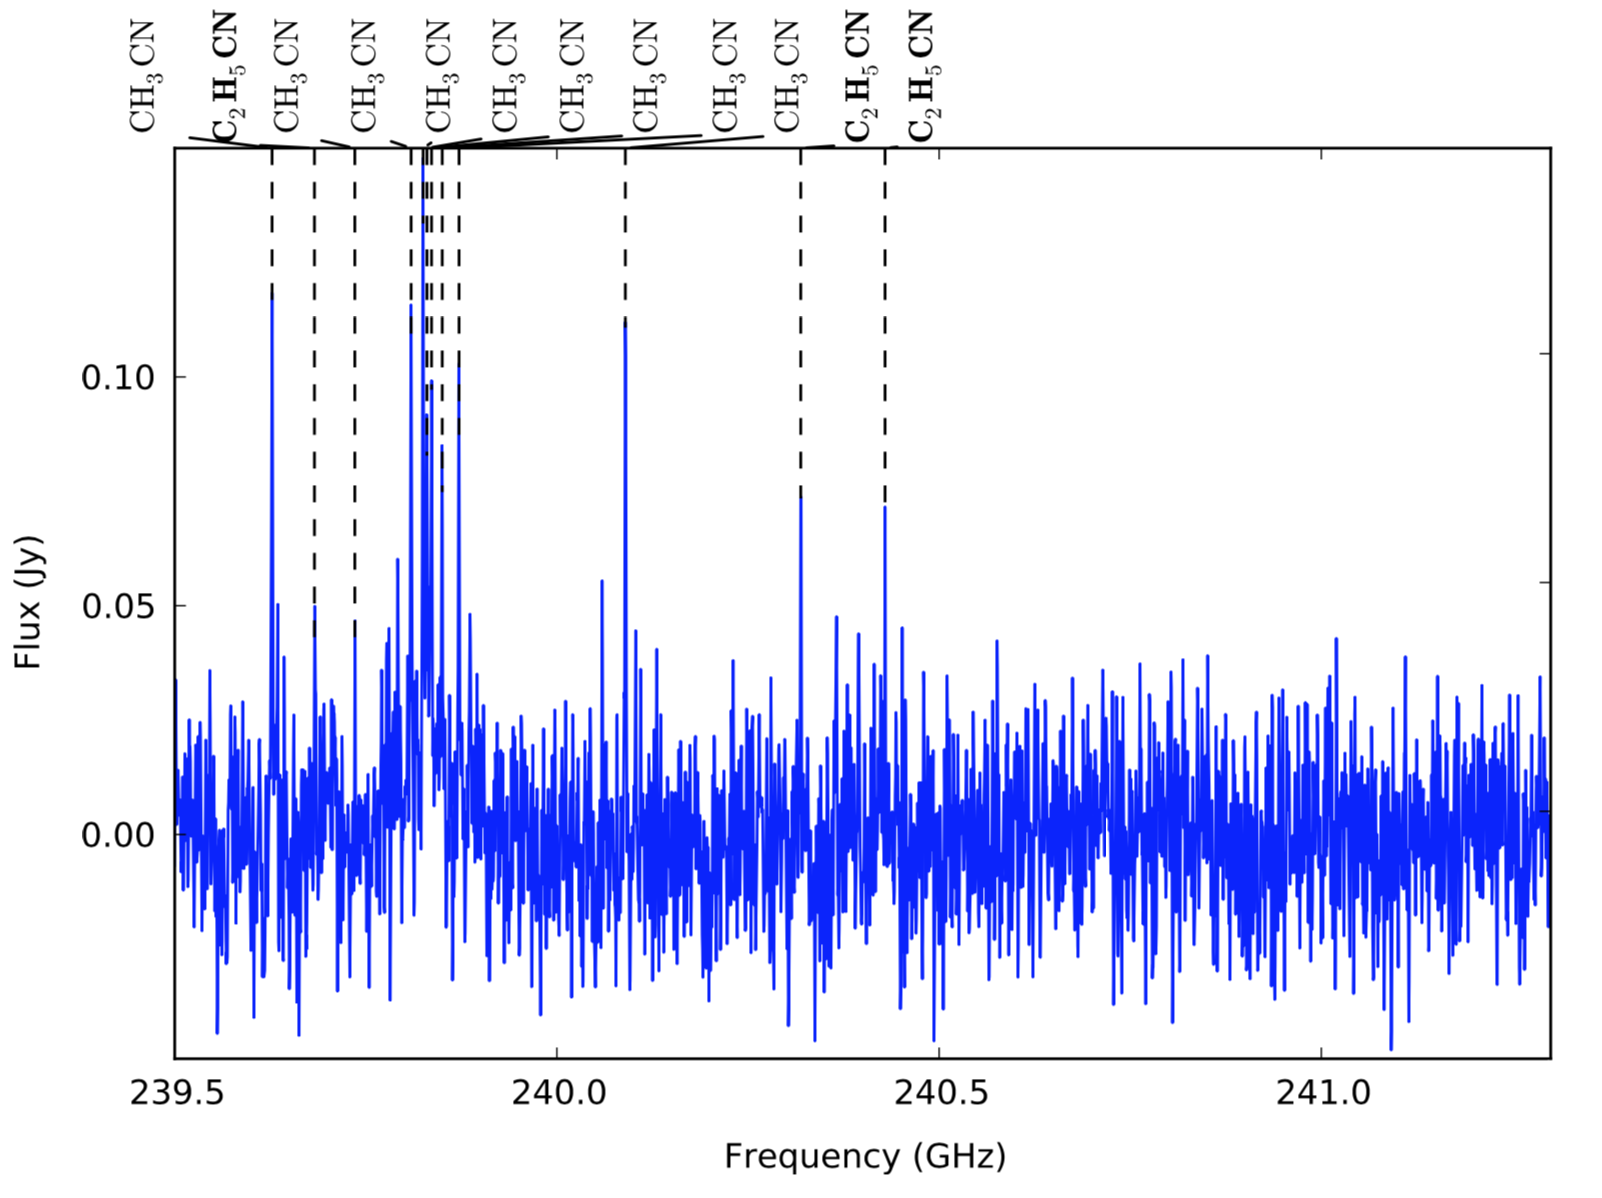 CH₃CN
C₂H₅CN
CH₃CN
CH₃CN
CH₃CN
CH₃CN
CH₃CN
CH₃CN
CH₃CN
CH₃CN
C₂H₅CN
C₂H₅CN
0.10
0.05
0.00
Flux (Jy)
239.5 240.0 240.5 241.0
Frequency (GHz)